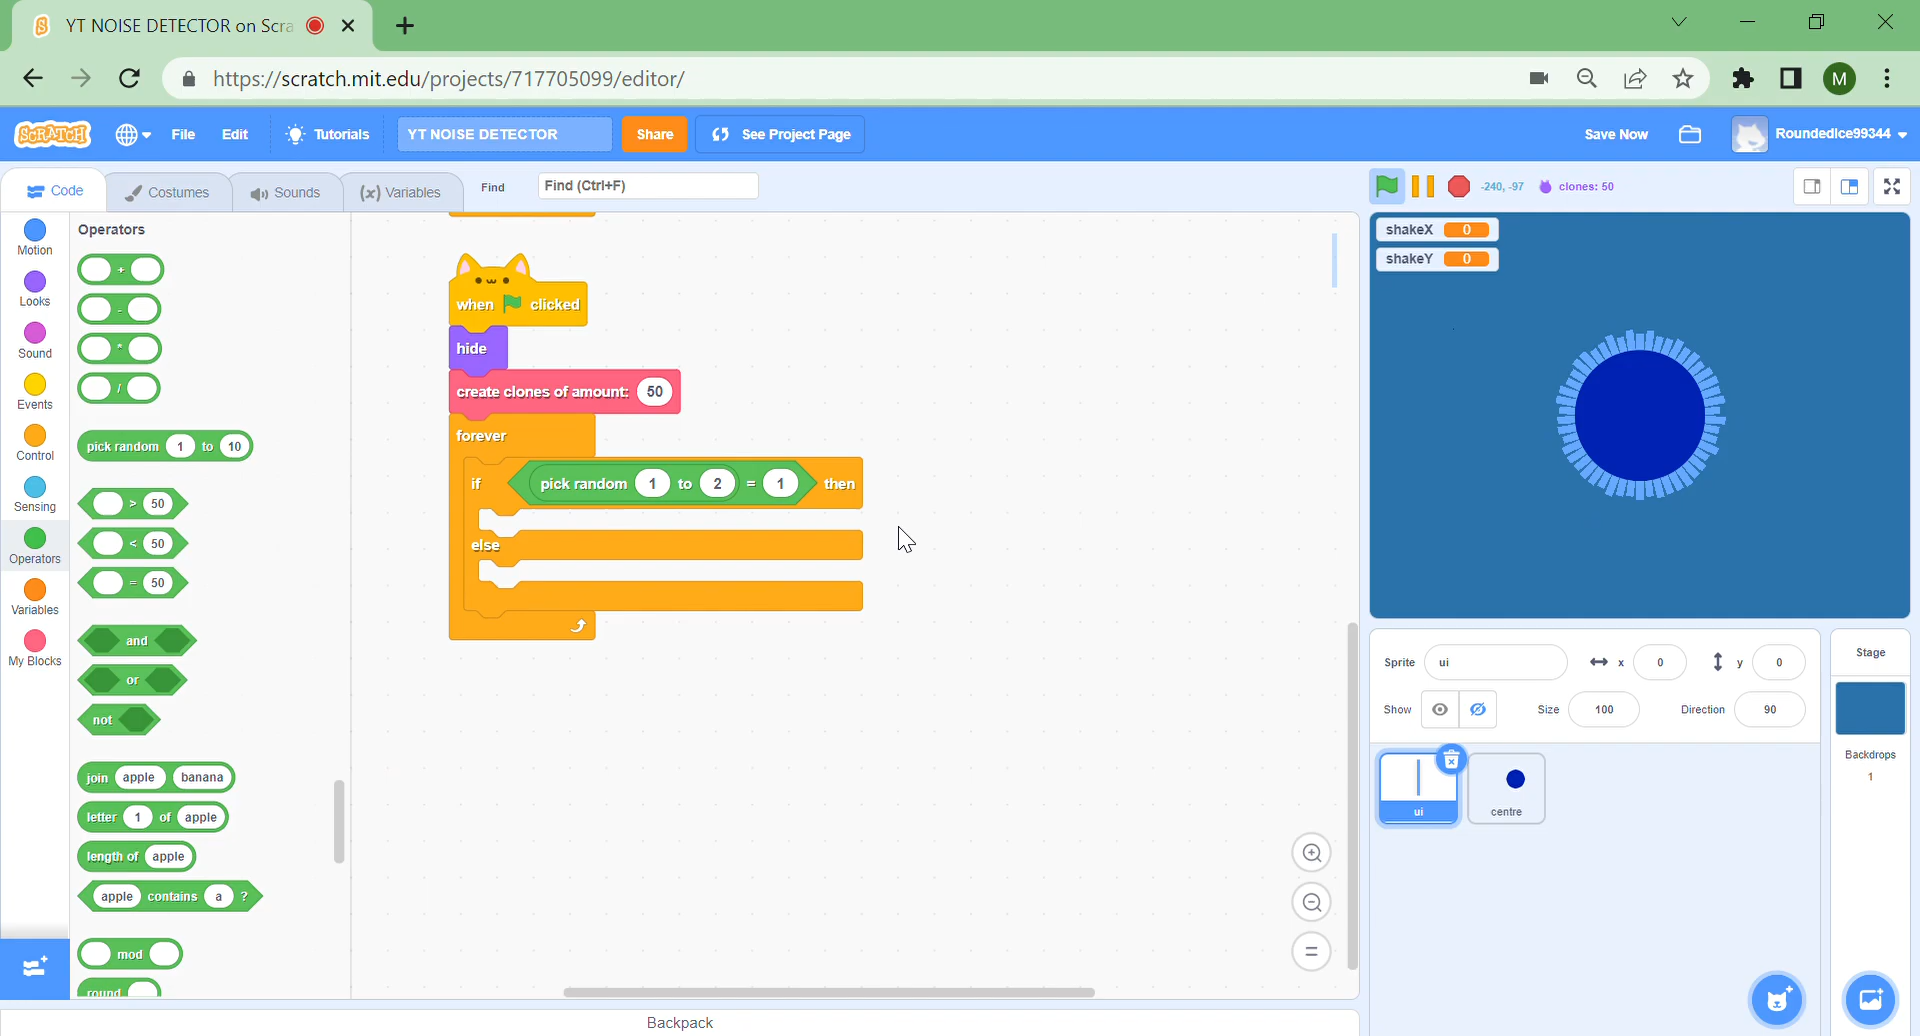 YT NOISE DETECTOR on Scra
https://scratch.mit.edu/projects/717705099/editor/
M
SCRATCH
File
Edit
Tutorials
YT NOISE DETECTOR
Share
See Project Page
Save Now
RoundedIce99344
Code
Costumes
Sounds
(x) Variables
Find
Find (Ctrl+F)
-240, -97
clones: 50
Motion
Looks
Sound
Events
Control
Sensing
Operators
Variables
My Blocks
Operators
+
-
*
/
pick random 1 to 10
> 50
< 50
= 50
and
or
not
join apple banana
letter 1 of apple
length of apple
apple contains a ?
mod
round
when clicked
hide
create clones of amount: 50
forever
if pick random 1 to 2 = 1 then
else
shakeX 0
shakeY 0
Sprite ui x 0 y 0
Show Size 100 Direction 90
ui
centre
Stage
Backdrops
1
Backpack